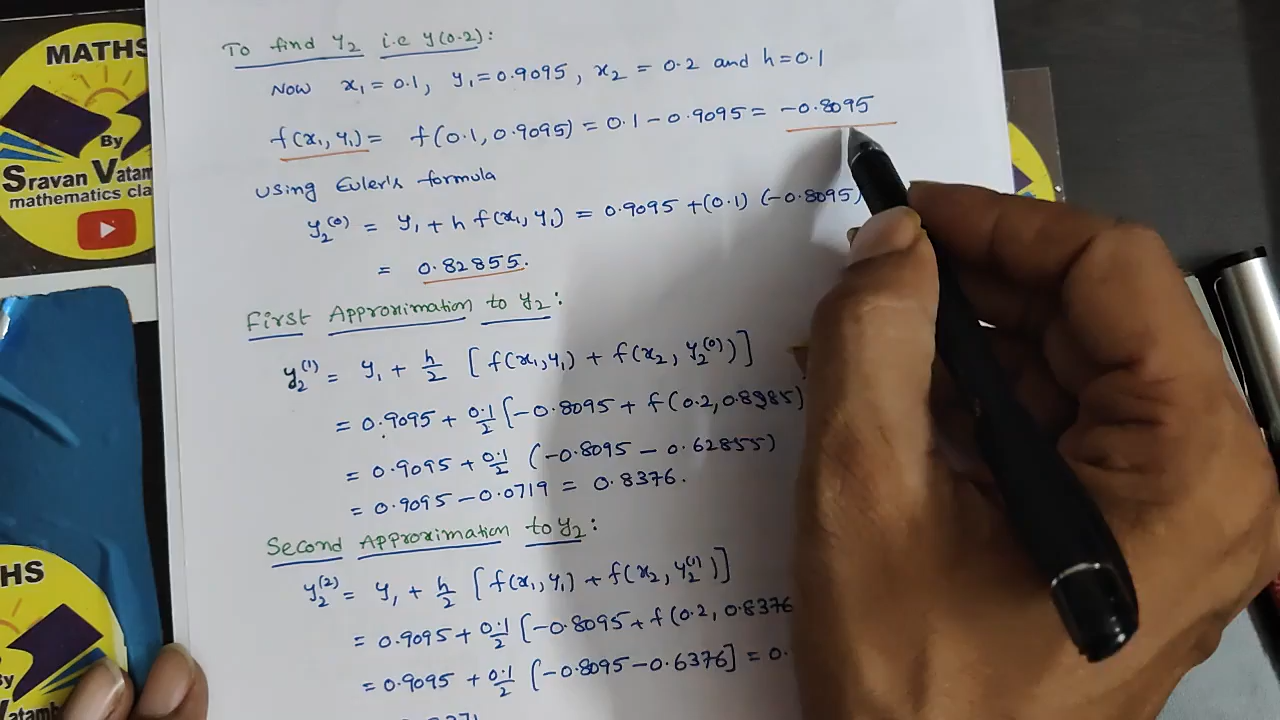 MATHS
By
Sravan Vatam
mathematics cla
To find y₂ i.e y(0.2):
Now x₁ = 0.1, y₁ = 0.9095, x₂ = 0.2 and h = 0.1
f(x₁, y₁) = f(0.1, 0.9095) = 0.1 - 0.9095 = -0.8095
Using Euler's formula
y₂⁽⁰⁾ = y₁ + h f(x₁, y₁) = 0.9095 + (0.1) (-0.8095)
= 0.82855.
First Approximation to y₂:
y₂⁽¹⁾ = y₁ + h/2 [f(x₁, y₁) + f(x₂, y₂⁽⁰⁾)]
= 0.9095 + 0.1/2 [-0.8095 + f(0.2,
= 0.9095 + 0.1/2 (-0.8095 - 0.62855)
= 0.9095 - 0.0719 = 0.8376.
Second Approximation to y₂:
y₂⁽²⁾ = y₁ + h/2 [f(x₁, y₁) + f(x₂, y₂⁽¹⁾)]
= 0.9095 + 0.1/2 [-0.8095 + f(0.2, 0.8376
= 0.9095 + 0.1/2 [-0.8095 - 0.6376] = 0.
HS
By
Vatam